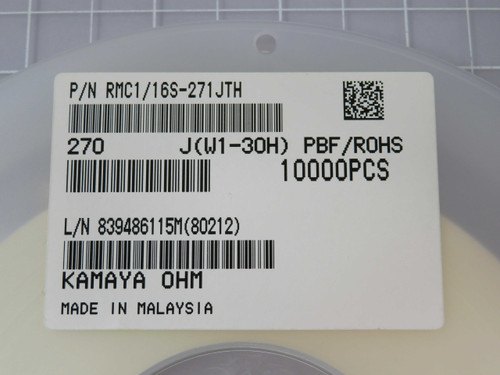 P/N RMC1/16S-271JTH
270 J(W1-30H) PBF/ROHS
10000PCS
L/N 839486115M(80212)
KAMAYA OHM
MADE IN MALAYSIA